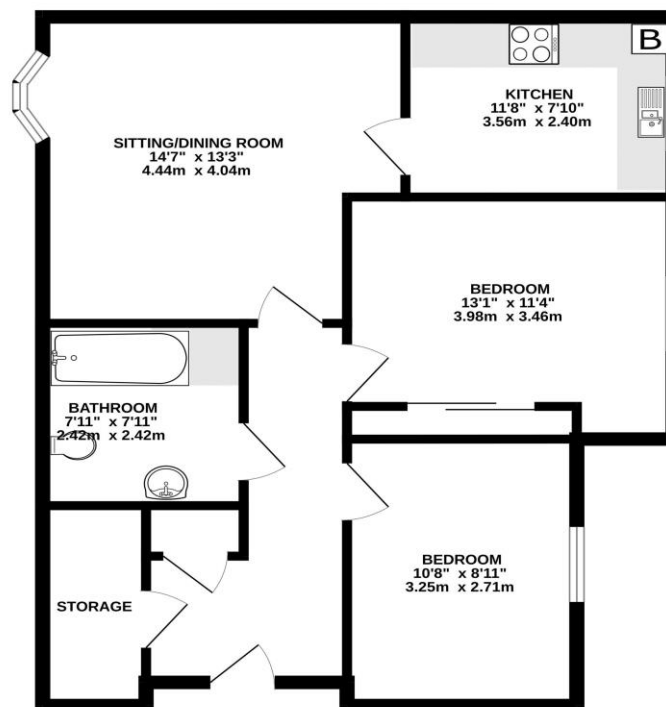 B
KITCHEN
11'8" x 7'10"
3.56m x 2.40m
SITTING/DINING ROOM
14'7" x 13'3"
4.44m x 4.04m
BEDROOM
13'1" x 11'4"
3.98m x 3.46m
BATHROOM
7'11" x 7'11"
2.42m x 2.42m
BEDROOM
10'8" x 8'11"
3.25m x 2.71m
STORAGE